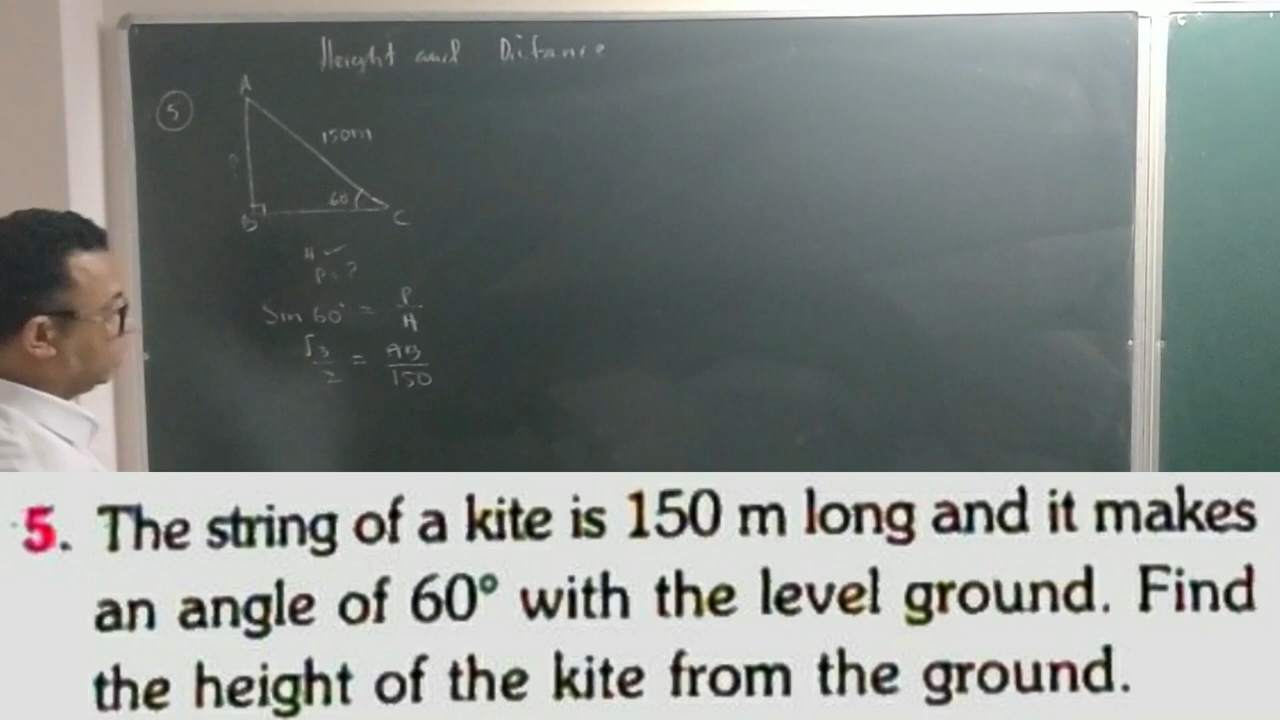 Height and Distance
5
A
150m
P
60°
B
C
H ✓
P = ?
Sin 60° = P/H
√3/2 = AB/150
5. The string of a kite is 150 m long and it makes
an angle of 60° with the level ground. Find
the height of the kite from the ground.